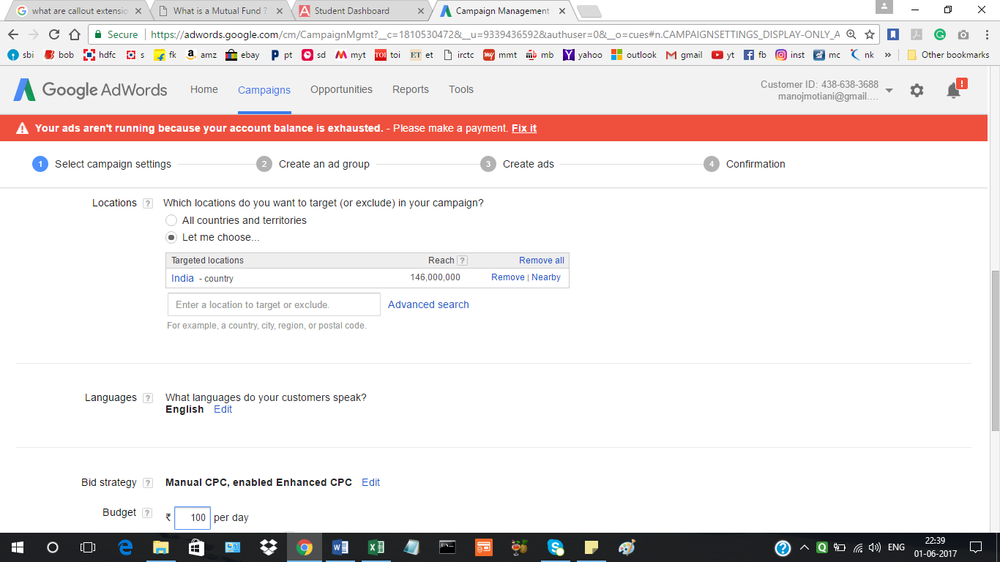 what are callout extensio
What is a Mutual Fund ?
Student Dashboard
Campaign Management
Secure
https://adwords.google.com/cm/CampaignMgmt?__c=1810530472&__u=9339436592&authuser=0&__o=cues#n.CAMPAIGNSETTINGS_DISPLAY-ONLY_A
sbi bob hdfc s fk amz ebay pt sd myt toi et irctc mmt mb yahoo outlook gmail yt fb inst mc nk » Other bookmarks
Google AdWords Home Campaigns Opportunities Reports Tools
Customer ID: 438-638-3688
manojmotiani@gmail....
Your ads aren't running because your account balance is exhausted. - Please make a payment. Fix it
1 Select campaign settings 2 Create an ad group 3 Create ads 4 Confirmation
Locations ? Which locations do you want to target (or exclude) in your campaign?
All countries and territories
Let me choose...
Targeted locations Reach ? Remove all
India - country 146,000,000 Remove | Nearby
Enter a location to target or exclude. Advanced search
For example, a country, city, region, or postal code.
Languages ? What languages do your customers speak?
English Edit
Bid strategy ? Manual CPC, enabled Enhanced CPC Edit
Budget ? ₹ 100 per day
ENG
22:39
01-06-2017